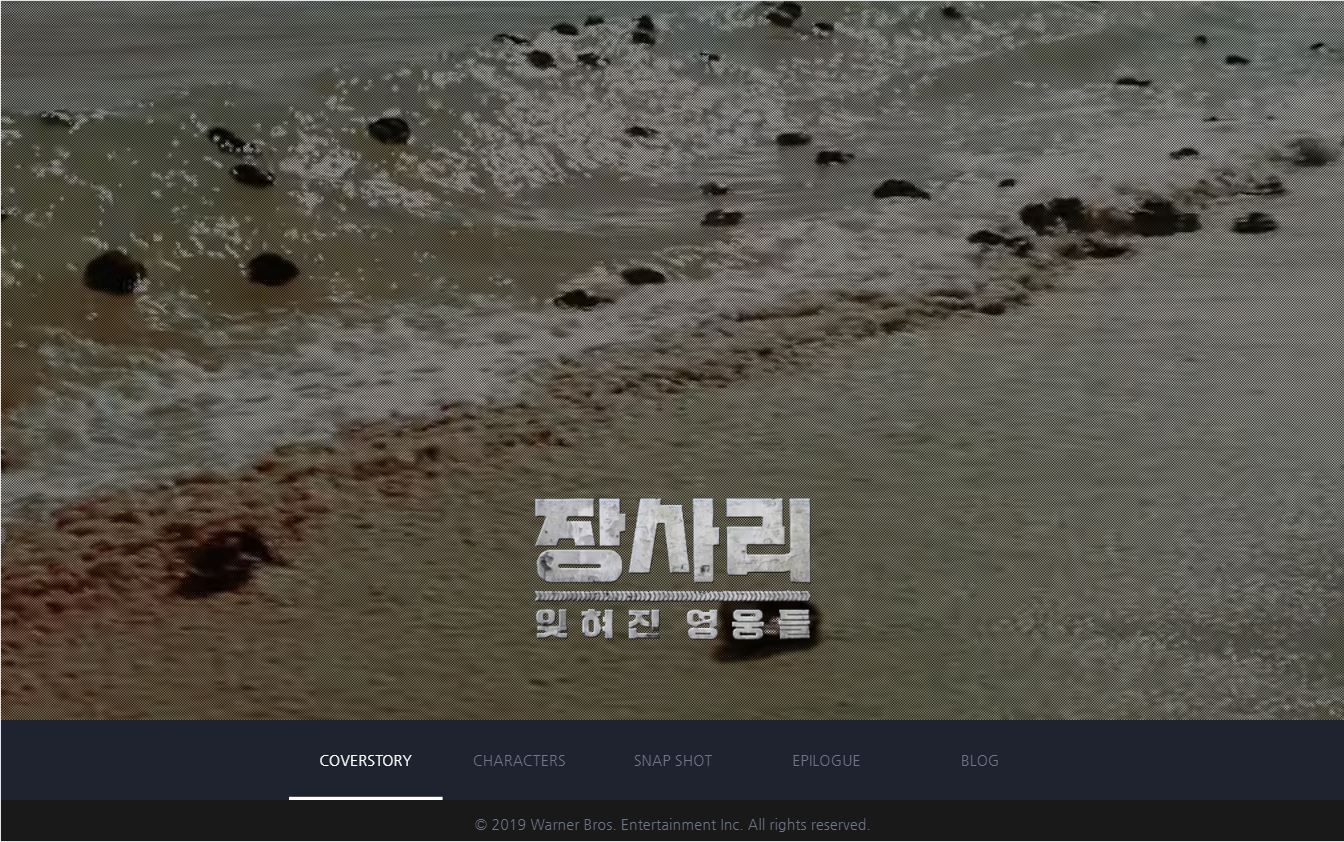 장사리
잊혀진 영웅들
COVERSTORY CHARACTERS SNAP SHOT EPILOGUE BLOG
© 2019 Warner Bros. Entertainment Inc. All rights reserved.